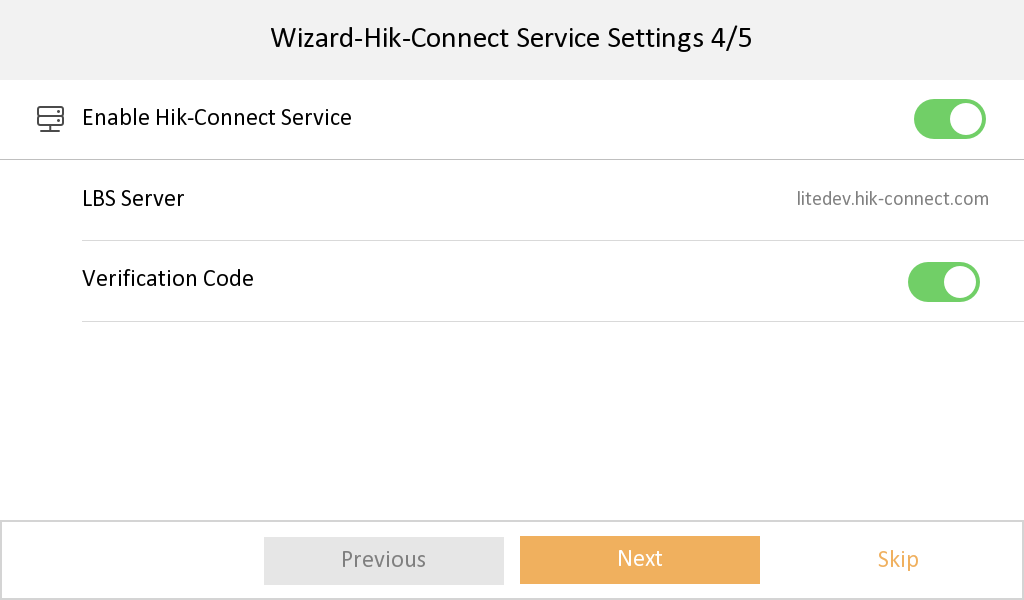 Wizard-Hik-Connect Service Settings 4/5
Enable Hik-Connect Service
LBS Server
litedev.hik-connect.com
Verification Code
Previous
Next
Skip